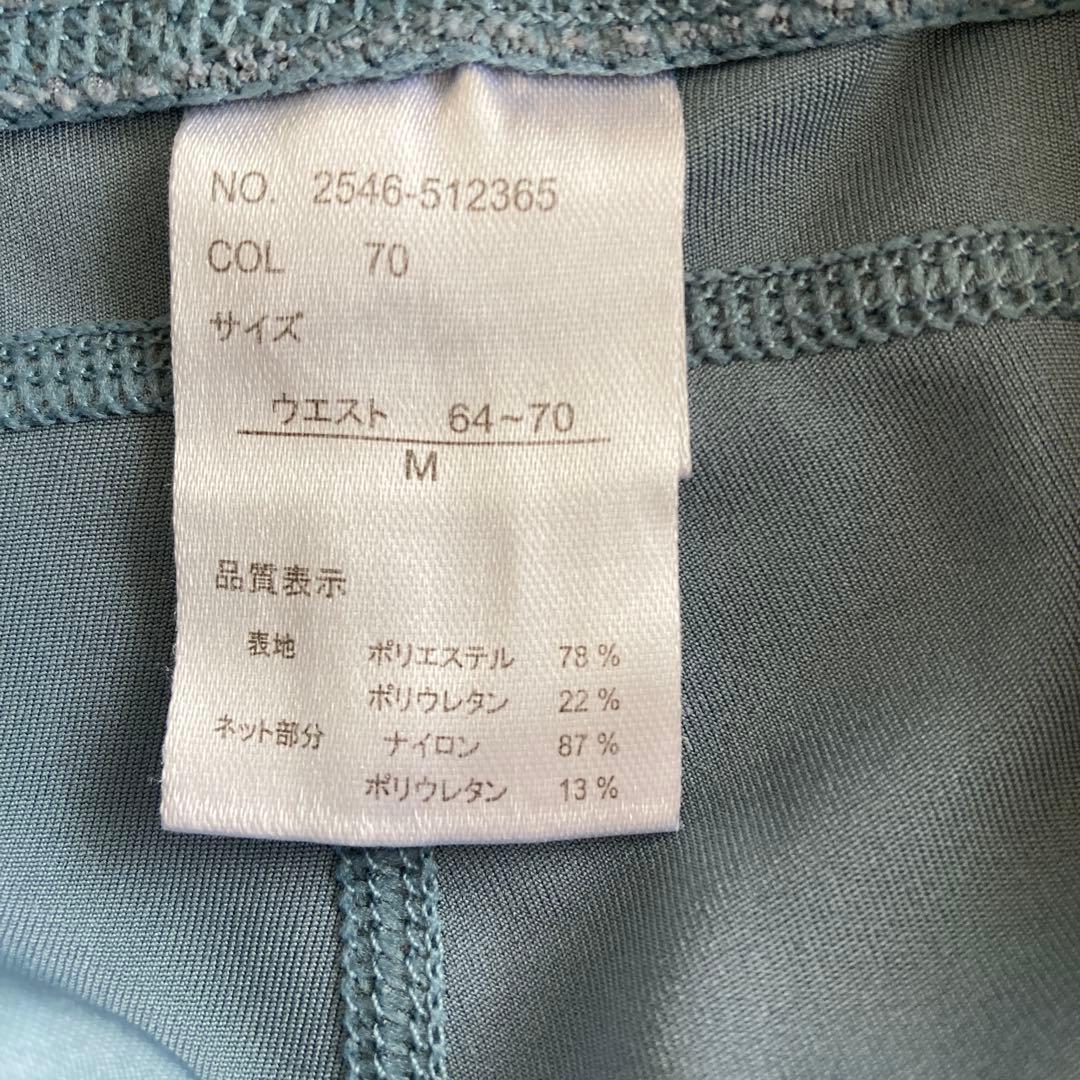 NO. 2546-512365
COL 70
サイズ
ウエスト 64~70
M
品質表示
表地 ポリエステル 78%
ポリウレタン 22%
ネット部分 ナイロン 87%
ポリウレタン 13%